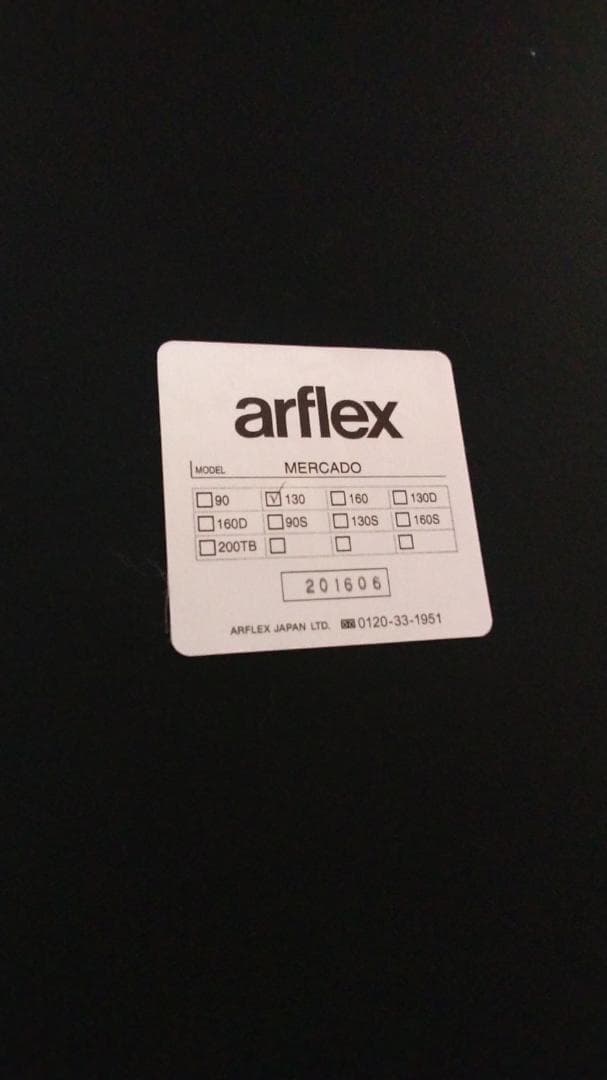 arflex
MODEL MERCADO
☐90 ☑130 ☐160 ☐130D
☐160D ☐90S ☐130S ☐160S
☐200TB ☐ ☐ ☐
201606
ARFLEX JAPAN LTD. 0120-33-1951